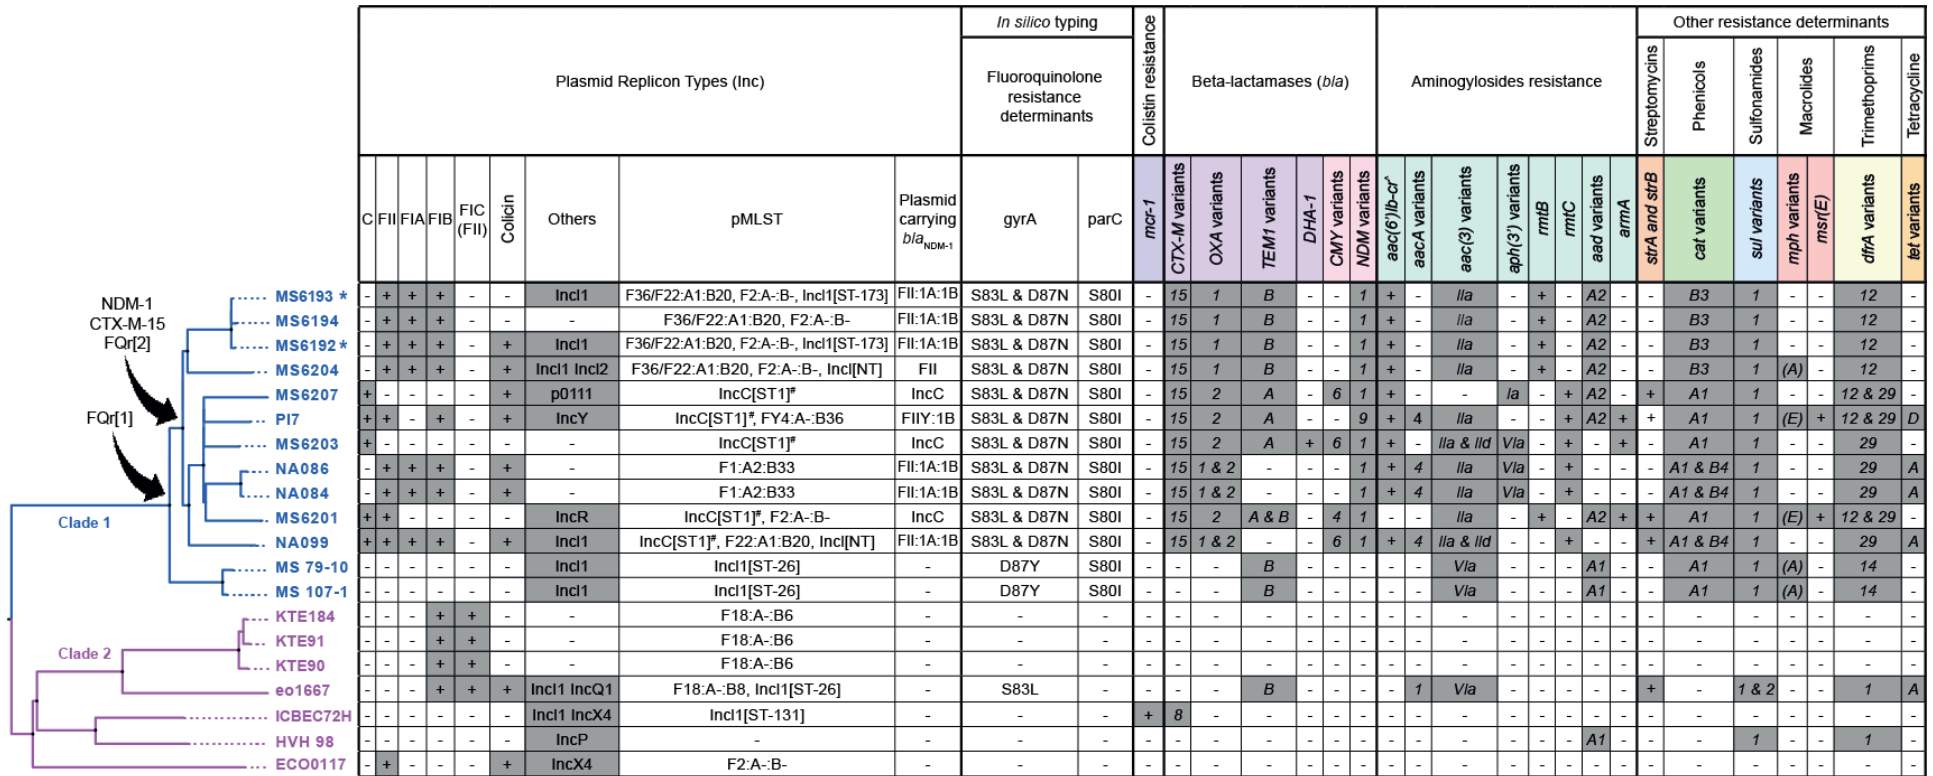 Plasmid Replicon Types (Inc)
In silico typing
Fluoroquinolone
resistance
determinants
Colistin resistance
Beta-lactamases (bla)
Aminogylosides resistance
Other resistance determinants
Streptomycins
Phenicols
Sulfonamides
Macrolides
Trimethoprims
Tetracycline
C FII FIA FIB FIC (FII) Colicin Others pMLST Plasmid carrying blaNDM-1 gyrA parC mcr-1 CTX-M variants OXA variants TEM1 variants DHA-1 CMY variants NDM variants aac(6')Ib-cr^ aacA variants aac(3) variants aph(3') variants rmtB rmtC aad variants armA strA and strB cat variants sul variants mph variants msr(E) dfrA variants tet variants
NDM-1
CTX-M-15
FQr[2]
FQr[1]
Clade 1
Clade 2
MS6193 * - + + + - - IncI1 F36/F22:A1:B20, F2:A-:B-, IncI1[ST-173] FII:1A:1B S83L & D87N S80I - 15 1 B - - 1 + - IIa - + - A2 - - B3 1 - - 12 -
MS6194 - + + + - - - F36/F22:A1:B20, F2:A-:B- FII:1A:1B S83L & D87N S80I - 15 1 B - - 1 + - IIa - + - A2 - - B3 1 - - 12 -
MS6192 * - + + + - + IncI1 F36/F22:A1:B20, F2:A-:B-, IncI1[ST-173] FII:1A:1B S83L & D87N S80I - 15 1 B - - 1 + - IIa - + - A2 - - B3 1 - - 12 -
MS6204 - + + + - + IncI1 IncI2 F36/F22:A1:B20, F2:A-:B-, IncI[NT] FII S83L & D87N S80I - 15 1 B - - 1 + - IIa - + - A2 - - B3 1 (A) - 12 -
MS6207 + - - - - + p0111 IncC[ST1]# IncC S83L & D87N S80I - 15 2 A - 6 1 + - - Ia - + A2 - + A1 1 - - 12 & 29 -
PI7 + + - + - + IncY IncC[ST1]#, FY4:A-:B36 FIIY:1B S83L & D87N S80I - 15 2 A - - 9 + 4 IIa - - + A2 + + A1 1 (E) + 12 & 29 D
MS6203 + - - - - - - IncC[ST1]# IncC S83L & D87N S80I - 15 2 A + 6 1 + - IIa & IId VIa - + - + - A1 1 - - 29 -
NA086 - + + + - + - F1:A2:B33 FII:1A:1B S83L & D87N S80I - 15 1 & 2 - - - 1 + 4 IIa VIa - + - - - A1 & B4 1 - - 29 A
NA084 - + + + - + - F1:A2:B33 FII:1A:1B S83L & D87N S80I - 15 1 & 2 - - - 1 + 4 IIa VIa - + - - - A1 & B4 1 - - 29 A
MS6201 + + - - - - IncR IncC[ST1]#, F2:A-:B- IncC S83L & D87N S80I - 15 2 A & B - 4 1 - - IIa - + - A2 + + A1 1 (E) + 12 & 29 -
NA099 + + + + - + IncI1 IncC[ST1]#, F22:A1:B20, IncI[NT] FII:1A:1B S83L & D87N S80I - 15 1 & 2 - - 6 1 + 4 IIa & IId - - + - - + A1 & B4 1 - - 29 A
MS 79-10 - - - - - - IncI1 IncI1[ST-26] - D87Y S80I - - - B - - - - - VIa - - - A1 - - A1 1 (A) - 14 -
MS 107-1 - - - - - - IncI1 IncI1[ST-26] - D87Y S80I - - - B - - - - - VIa - - - A1 - - A1 1 (A) - 14 -
KTE184 - - - + + - - F18:A-:B6 - - - - - - - - - - - - - - - - - - - - - - - - -
KTE91 - - - + + - - F18:A-:B6 - - - - - - - - - - - - - - - - - - - - - - - - -
KTE90 - - - + + - - F18:A-:B6 - - - - - - - - - - - - - - - - - - - - - - - - -
eo1667 - - - + + + IncI1 IncQ1 F18:A-:B8, IncI1[ST-26] - S83L - - - - B - - - - 1 VIa - - - - - + - 1 & 2 - - 1 A
ICBEC72H - - - - - - IncI1 IncX4 IncI1[ST-131] - - - + 8 - - - - - - - - - - - - - - - - - - - -
HVH 98 - - - - - - IncP - - - - - - - - - - - - - - - - - A1 - - - 1 - - 1 -
ECO0117 - + - - - + IncX4 F2:A-:B- - - - - - - - - - - - - - - - - - - - - - - - - -